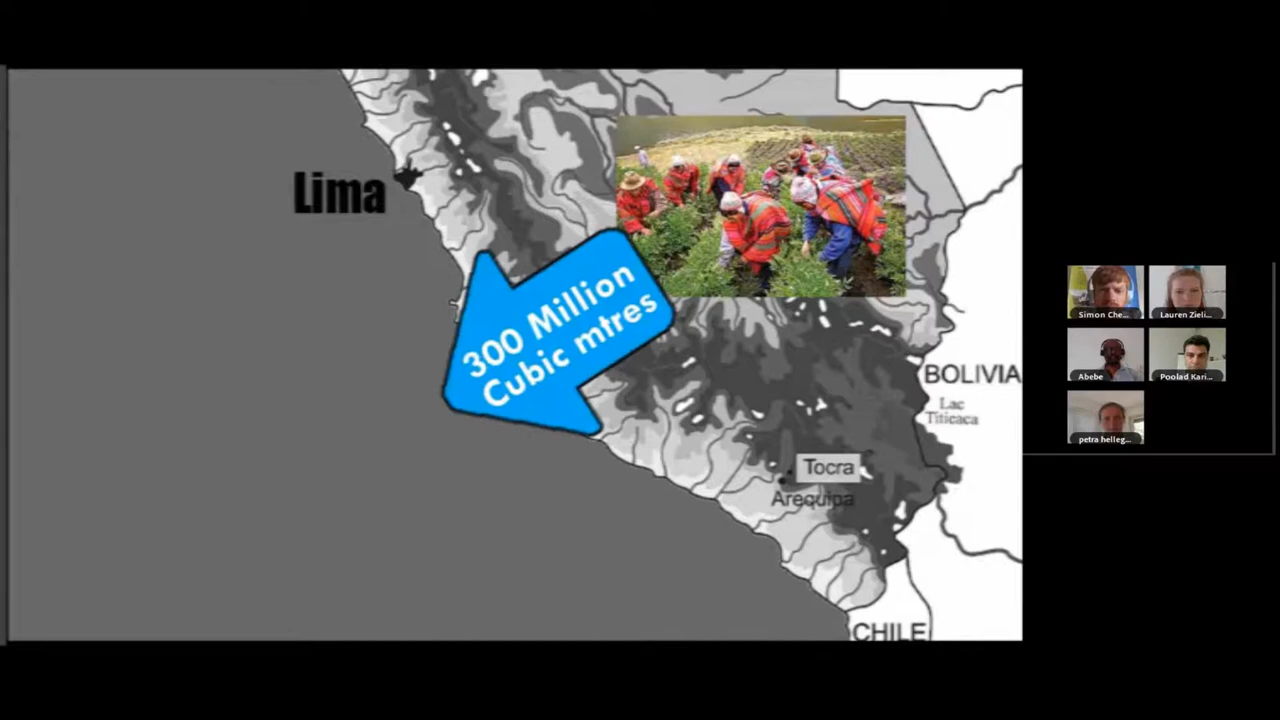 Lima
300 Million
Cubic mtres
BOLIVIA
Lac
Titicaca
Tocra
Arequipa
CHILE
Simon Che...
Lauren Zieli...
Abebe
Poolad Kari...
petra helleg...